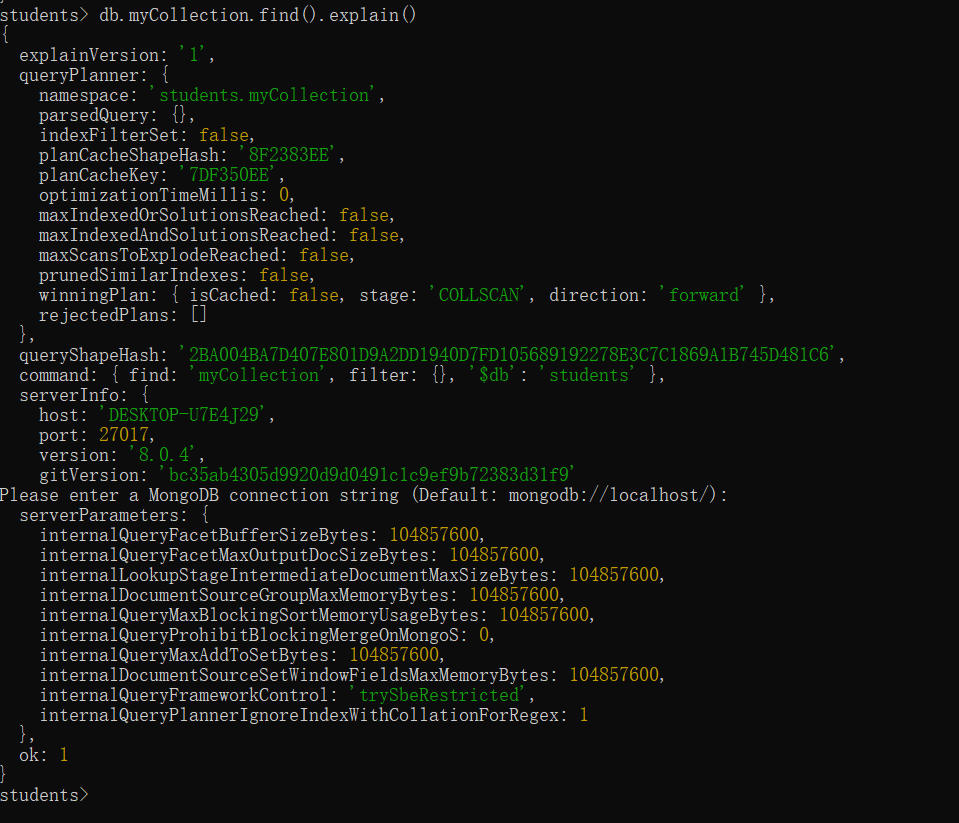 students> db.myCollection.find().explain()
{
  explainVersion: '1',
  queryPlanner: {
    namespace: 'students.myCollection',
    parsedQuery: {},
    indexFilterSet: false,
    planCacheShapeHash: '8F2383EE',
    planCacheKey: '7DF350EE',
    optimizationTimeMillis: 0,
    maxIndexedOrSolutionsReached: false,
    maxIndexedAndSolutionsReached: false,
    maxScansToExplodeReached: false,
    prunedSimilarIndexes: false,
    winningPlan: { isCached: false, stage: 'COLLSCAN', direction: 'forward' },
    rejectedPlans: []
  },
  queryShapeHash: '2BA004BA7D407E801D9A2DD1940D7FD105689192278E3C7C1869A1B745D481C6',
  command: { find: 'myCollection', filter: {}, '$db': 'students' },
  serverInfo: {
    host: 'DESKTOP-U7E4J29',
    port: 27017,
    version: '8.0.4',
    gitVersion: 'bc35ab4305d9920d9d0491c1c9ef9b72383d31f9'
Please enter a MongoDB connection string (Default: mongodb://localhost/):
  serverParameters: {
    internalQueryFacetBufferSizeBytes: 104857600,
    internalQueryFacetMaxOutputDocSizeBytes: 104857600,
    internalLookupStageIntermediateDocumentMaxSizeBytes: 104857600,
    internalDocumentSourceGroupMaxMemoryBytes: 104857600,
    internalQueryMaxBlockingSortMemoryUsageBytes: 104857600,
    internalQueryProhibitBlockingMergeOnMongoS: 0,
    internalQueryMaxAddToSetBytes: 104857600,
    internalDocumentSourceSetWindowFieldsMaxMemoryBytes: 104857600,
    internalQueryFrameworkControl: 'trySbeRestricted',
    internalQueryPlannerIgnoreIndexWithCollationForRegex: 1
  },
  ok: 1
}
students>